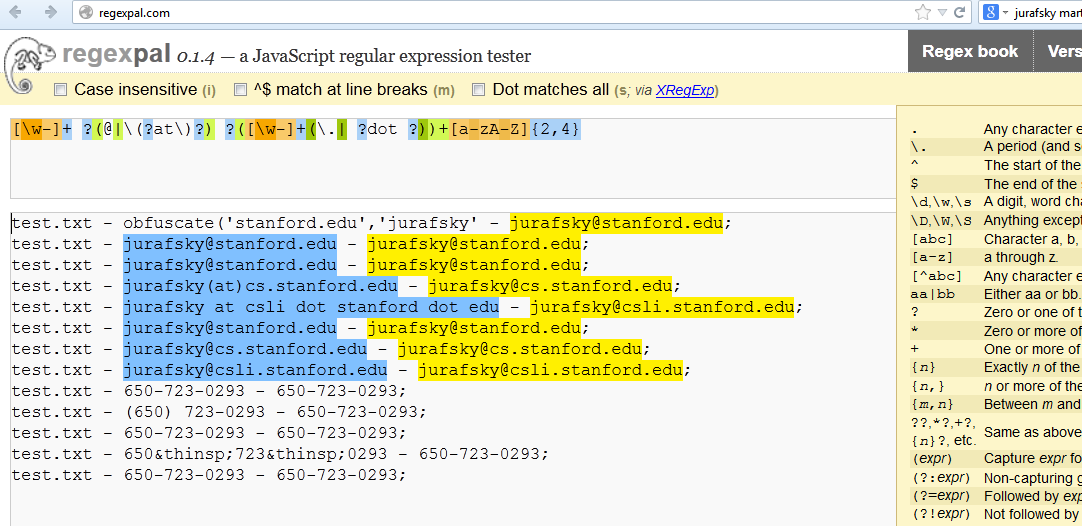 regexpal.com
jurafsky mart
regexpal 0.1.4 — a JavaScript regular expression tester
Regex book
Vers
Case insensitive (i) ^$ match at line breaks (m) Dot matches all (s; via XRegExp)
[\w-]+ ?(@|\(?at\)?) ?([\w-]+(\.| ?dot ?))+[a-zA-Z]{2,4}
test.txt - obfuscate('stanford.edu','jurafsky' - jurafsky@stanford.edu;
test.txt - jurafsky@stanford.edu - jurafsky@stanford.edu;
test.txt - jurafsky@stanford.edu - jurafsky@stanford.edu;
test.txt - jurafsky(at)cs.stanford.edu - jurafsky@cs.stanford.edu;
test.txt - jurafsky at csli dot stanford dot edu - jurafsky@csli.stanford.edu;
test.txt - jurafsky@stanford.edu - jurafsky@stanford.edu;
test.txt - jurafsky@cs.stanford.edu - jurafsky@cs.stanford.edu;
test.txt - jurafsky@csli.stanford.edu - jurafsky@csli.stanford.edu;
test.txt - 650-723-0293 - 650-723-0293;
test.txt - (650) 723-0293 - 650-723-0293;
test.txt - 650-723-0293 - 650-723-0293;
test.txt - 650&thinsp;723&thinsp;0293 - 650-723-0293;
test.txt - 650-723-0293 - 650-723-0293;
. Any character e
\. A period (and s
^ The start of the
$ The end of the s
\d,\w,\s A digit, word cha
\D,\W,\S Anything except
[abc] Character a, b,
[a-z] a through z.
[^abc] Any character e
aa|bb Either aa or bb.
? Zero or one of t
* Zero or more of
+ One or more of
{n} Exactly n of the
{n,} n or more of the
{m,n} Between m and
??,*?,+?,
{n}?, etc. Same as above
(expr) Capture expr fo
(?:expr) Non-capturing g
(?=expr) Followed by exp
(?!expr) Not followed by